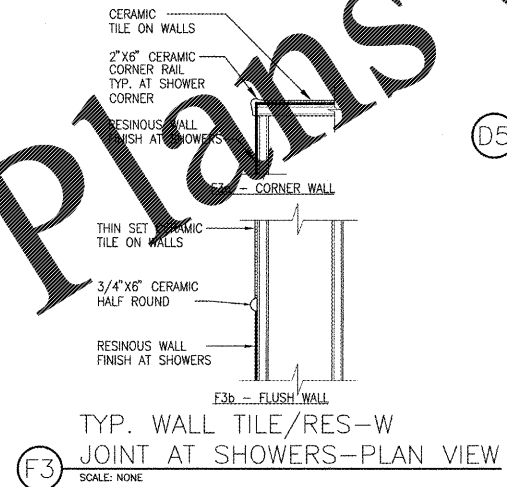 CERAMIC
TILE ON WALLS
2"X6" CERAMIC
CORNER RAIL
TYP. AT SHOWER
CORNER
RESINOUS WALL
FINISH AT SHOWERS
F3a - CORNER WALL
D5
THIN SET CERAMIC
TILE ON WALLS
3/4"X6" CERAMIC
HALF ROUND
RESINOUS WALL
FINISH AT SHOWERS
F3b - FLUSH WALL
TYP. WALL TILE/RES-W
F3 JOINT AT SHOWERS-PLAN VIEW
SCALE: NONE
Plans